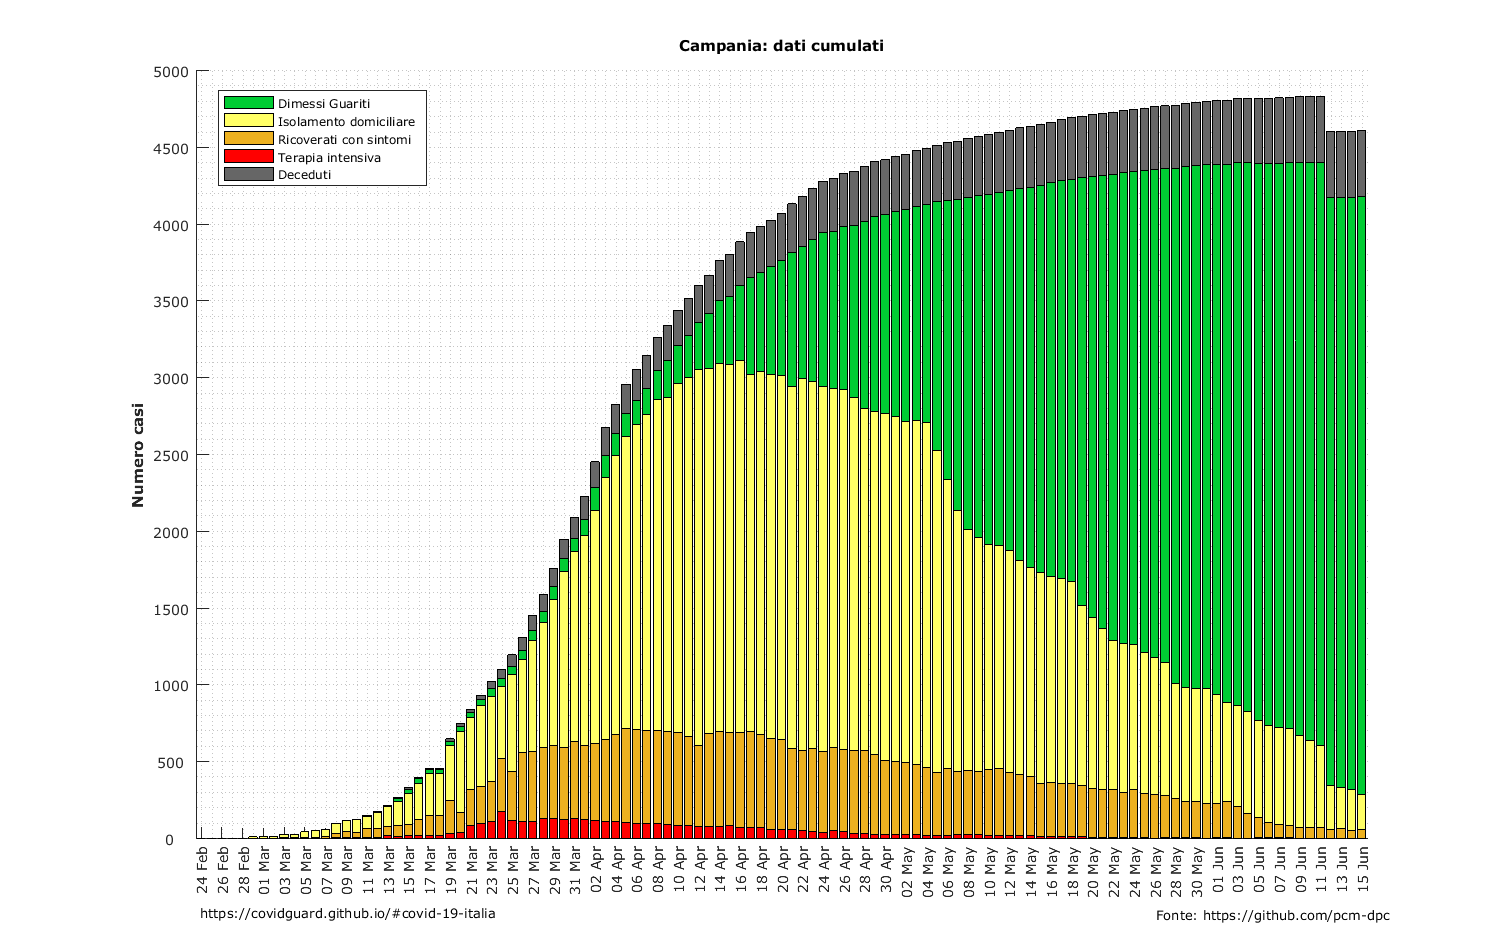 Campania: dati cumulati
5000
4500
4000
3500
3000
2500
2000
1500
1000
500
0
Numero casi
Dimessi Guariti
Isolamento domiciliare
Ricoverati con sintomi
Terapia intensiva
Deceduti
24 Feb
26 Feb
28 Feb
01 Mar
03 Mar
05 Mar
07 Mar
09 Mar
11 Mar
13 Mar
15 Mar
17 Mar
19 Mar
21 Mar
23 Mar
25 Mar
27 Mar
29 Mar
31 Mar
02 Apr
04 Apr
06 Apr
08 Apr
10 Apr
12 Apr
14 Apr
16 Apr
18 Apr
20 Apr
22 Apr
24 Apr
26 Apr
28 Apr
30 Apr
02 May
04 May
06 May
08 May
10 May
12 May
14 May
16 May
18 May
20 May
22 May
24 May
26 May
28 May
30 May
01 Jun
03 Jun
05 Jun
07 Jun
09 Jun
11 Jun
13 Jun
15 Jun
https://covidguard.github.io/#covid-19-italia
Fonte: https://github.com/pcm-dpc